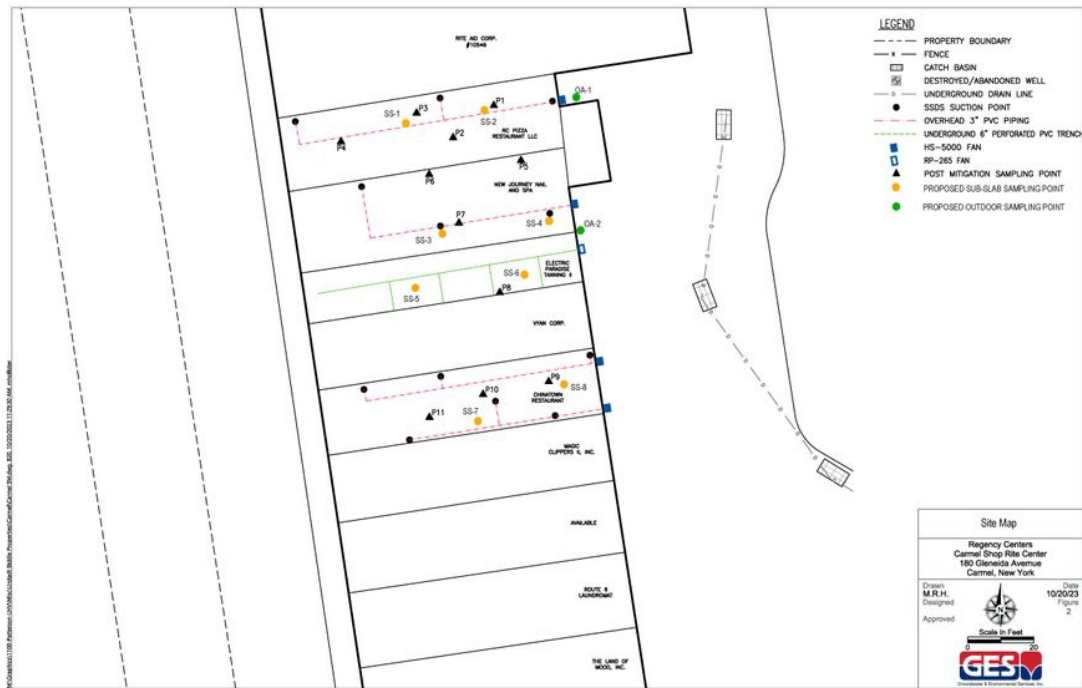 RITE AID CORP.
#10546
OA-1
P3
P1
SS-1
SS-2
P2
RC PIZZA
RESTAURANT LLC
P4
P5
P6
NEW JOURNEY NAIL
AND SPA
P7
SS-4
SS-3
OA-2
ELECTRIC
PARADISE
TANNING II
SS-6
SS-5
P8
VYAN CORP.
P9
SS-8
P10
CHINATOWN
RESTAURANT
P11
SS-7
MAGIC
CLIPPERS II, INC.
AVAILABLE
ROUTE 6
LAUNDROMAT
THE LAND OF
WOOD, INC.
LEGEND
PROPERTY BOUNDARY
FENCE
CATCH BASIN
DESTROYED/ABANDONED WELL
UNDERGROUND DRAIN LINE
SSDS SUCTION POINT
OVERHEAD 3" PVC PIPING
UNDERGROUND 6" PERFORATED PVC TRENCH
HS-5000 FAN
RP-265 FAN
POST MITIGATION SAMPLING POINT
PROPOSED SUB-SLAB SAMPLING POINT
PROPOSED OUTDOOR SAMPLING POINT
Site Map
Regency Centers
Carmel Shop Rite Center
180 Gleneida Avenue
Carmel, New York
Drawn
M.R.H.
Designed
Approved
Date
10/20/23
Figure
2
Scale In Feet
0 20
GES
Groundwater & Environmental Services, Inc.